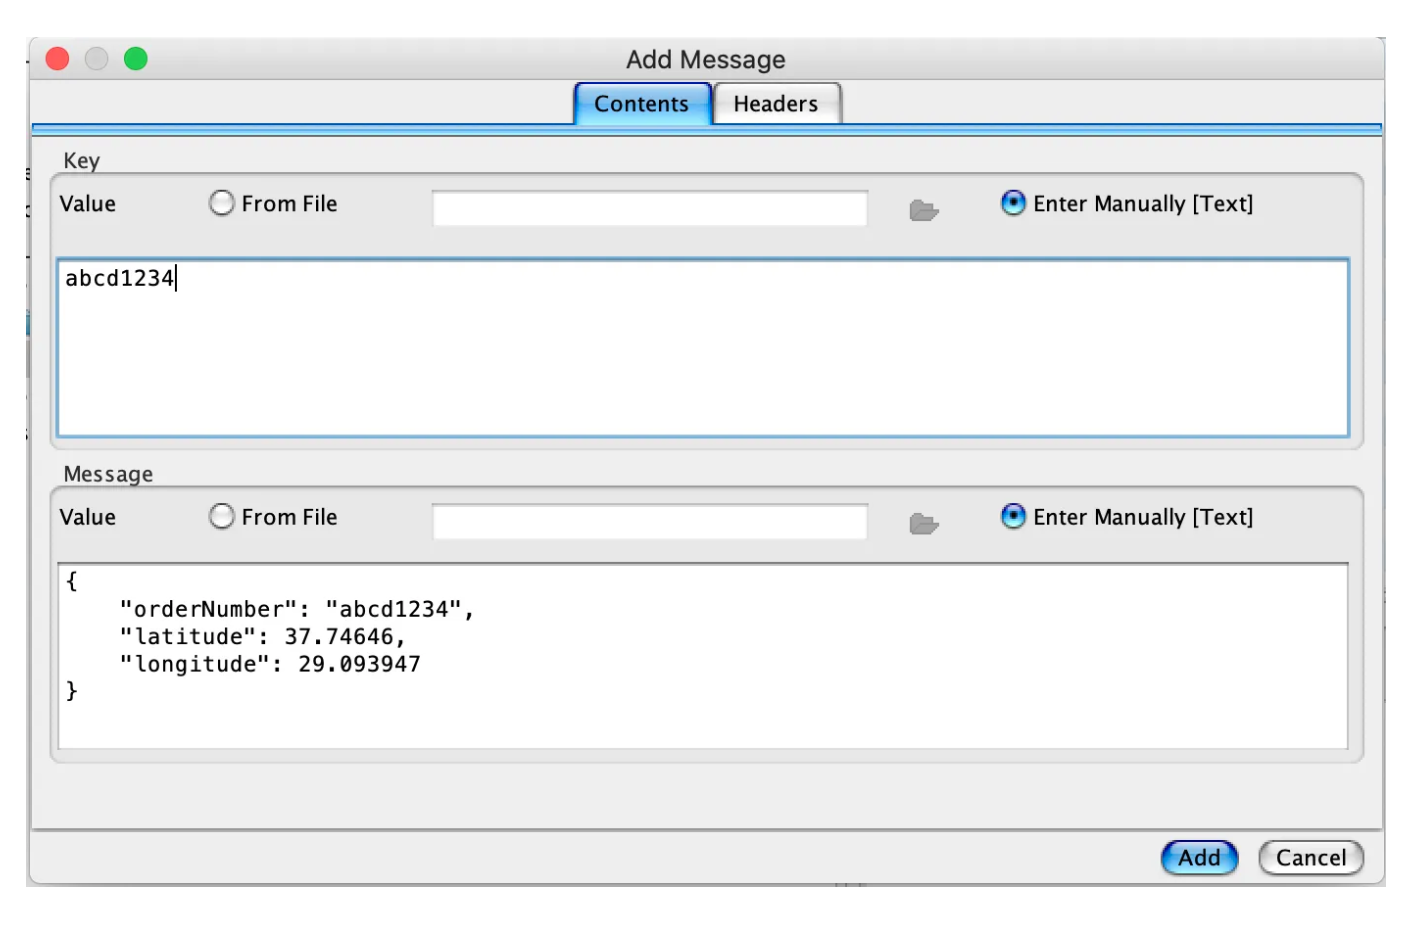 Add Message
Contents Headers
Key
Value From File Enter Manually [Text]
abcd1234
Message
Value From File Enter Manually [Text]
{
    "orderNumber": "abcd1234",
    "latitude": 37.74646,
    "longitude": 29.093947
}
Add Cancel